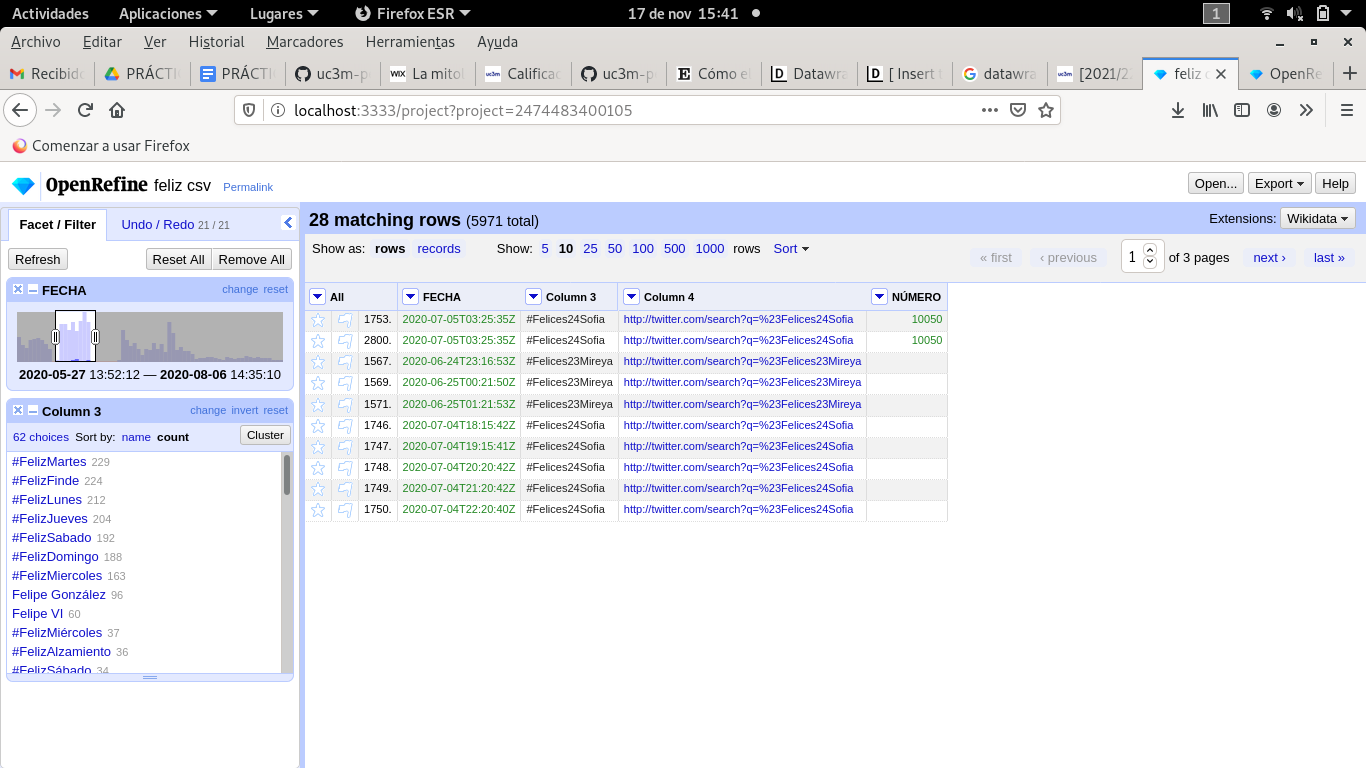 Actividades Aplicaciones Lugares Firefox ESR 17 de nov 15:41 1
Archivo Editar Ver Historial Marcadores Herramientas Ayuda
Recibido PRÁCTI PRÁCTI uc3m-p La mitol Calificac uc3m-p Cómo el Datawra [ Insert t datawra [2021/22 feliz c OpenRe
localhost:3333/project?project=2474483400105
Comenzar a usar Firefox
OpenRefine feliz csv Permalink Open... Export Help
Facet / Filter Undo / Redo 21 / 21
28 matching rows (5971 total) Extensions: Wikidata
Show as: rows records Show: 5 10 25 50 100 500 1000 rows Sort « first ‹ previous 1 of 3 pages next › last »
Refresh Reset All Remove All
FECHA change reset
2020-05-27 13:52:12 — 2020-08-06 14:35:10
Column 3 change invert reset
62 choices Sort by: name count Cluster
#FelizMartes 229
#FelizFinde 224
#FelizLunes 212
#FelizJueves 204
#FelizSabado 192
#FelizDomingo 188
#FelizMiercoles 163
Felipe González 96
Felipe VI 60
#FelizMiércoles 37
#FelizAlzamiento 36
#FelizSábado 34
All FECHA Column 3 Column 4 NÚMERO
1753. 2020-07-05T03:25:35Z #Felices24Sofia http://twitter.com/search?q=%23Felices24Sofia 10050
2800. 2020-07-05T03:25:35Z #Felices24Sofia http://twitter.com/search?q=%23Felices24Sofia 10050
1567. 2020-06-24T23:16:53Z #Felices23Mireya http://twitter.com/search?q=%23Felices23Mireya
1569. 2020-06-25T00:21:50Z #Felices23Mireya http://twitter.com/search?q=%23Felices23Mireya
1571. 2020-06-25T01:21:53Z #Felices23Mireya http://twitter.com/search?q=%23Felices23Mireya
1746. 2020-07-04T18:15:42Z #Felices24Sofia http://twitter.com/search?q=%23Felices24Sofia
1747. 2020-07-04T19:15:41Z #Felices24Sofia http://twitter.com/search?q=%23Felices24Sofia
1748. 2020-07-04T20:20:42Z #Felices24Sofia http://twitter.com/search?q=%23Felices24Sofia
1749. 2020-07-04T21:20:42Z #Felices24Sofia http://twitter.com/search?q=%23Felices24Sofia
1750. 2020-07-04T22:20:40Z #Felices24Sofia http://twitter.com/search?q=%23Felices24Sofia